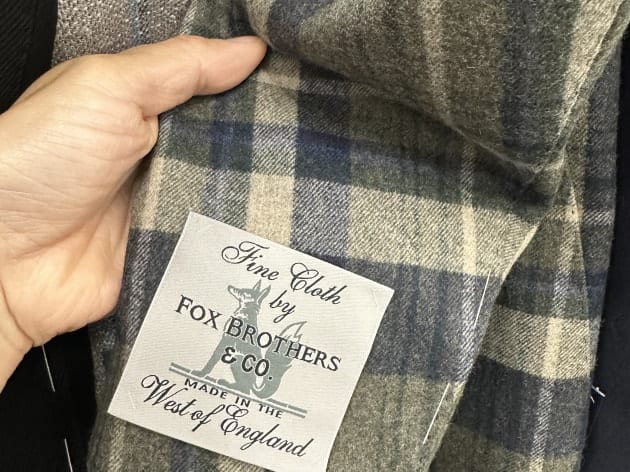 Fine Cloth
by
FOX BROTHERS
& CO.
MADE IN THE
West of England